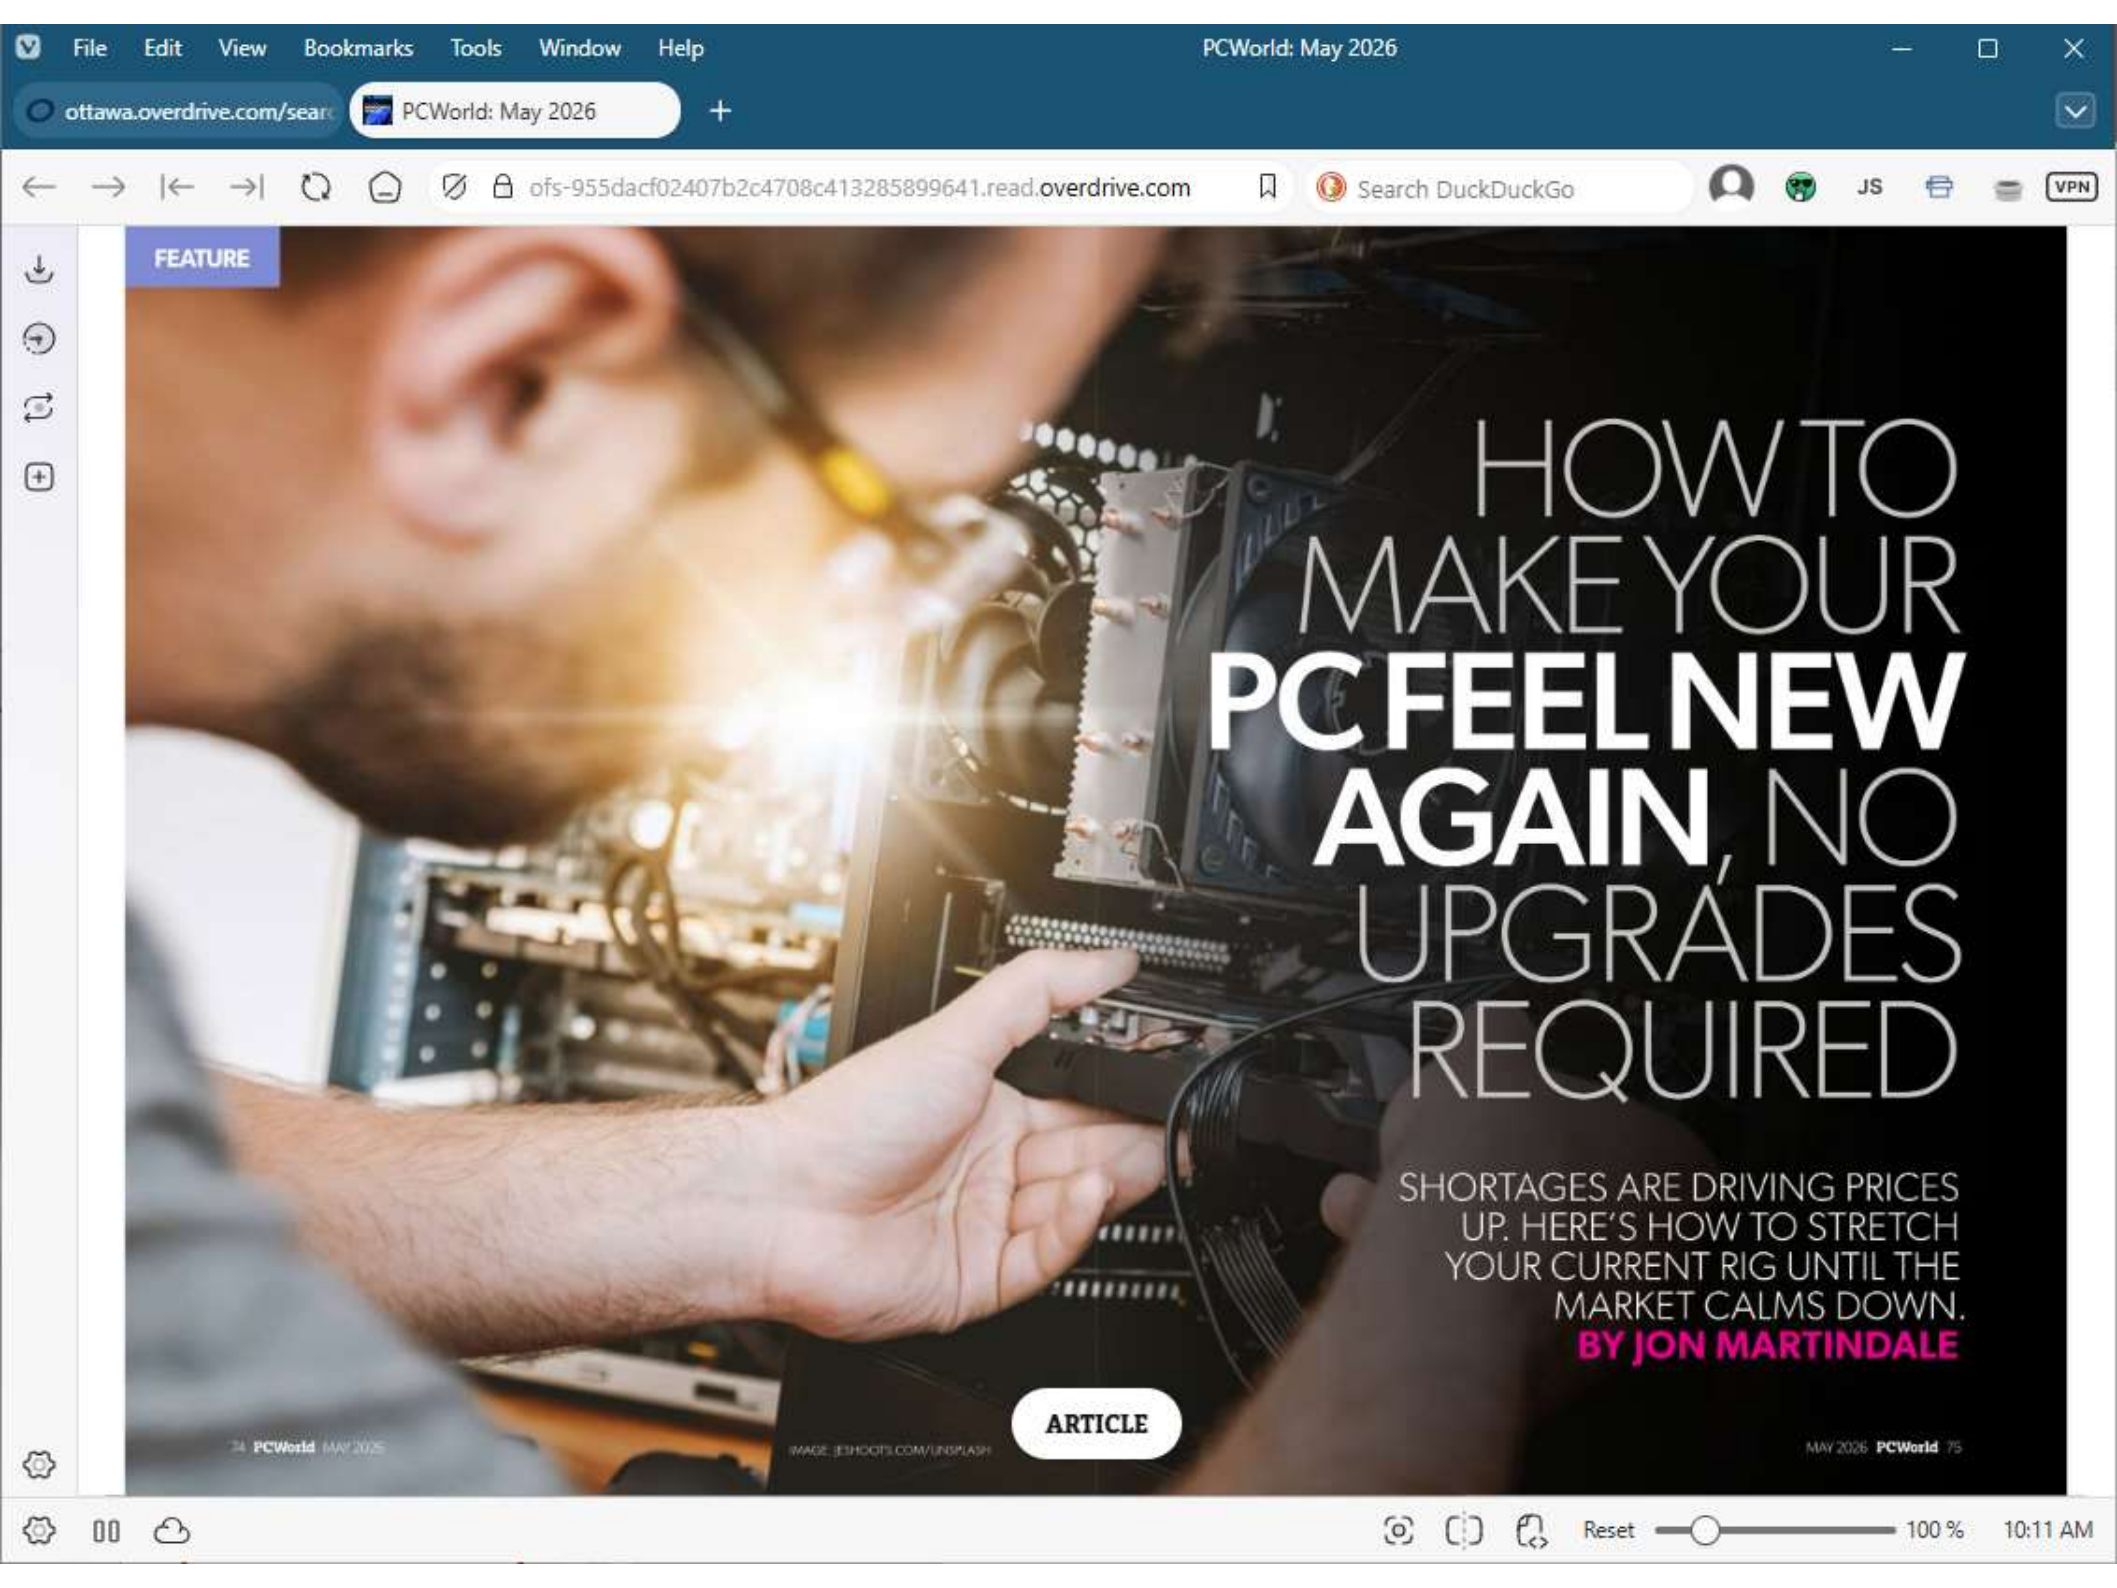 File Edit View Bookmarks Tools Window Help PCWorld: May 2026
ottawa.overdrive.com/sear PCWorld: May 2026
ofs-955dacf02407b2c4708c413285899641.read.overdrive.com Search DuckDuckGo JS VPN
FEATURE
HOW TO
MAKE YOUR
PC FEEL NEW
AGAIN, NO
UPGRADES
REQUIRED
SHORTAGES ARE DRIVING PRICES
UP. HERE'S HOW TO STRETCH
YOUR CURRENT RIG UNTIL THE
MARKET CALMS DOWN.
BY JON MARTINDALE
ARTICLE
74 PCWorld MAY 2026
IMAGE: JESHOOTS.COM/UNSPLASH
MAY 2026 PCWorld 75
Reset 100 % 10:11 AM